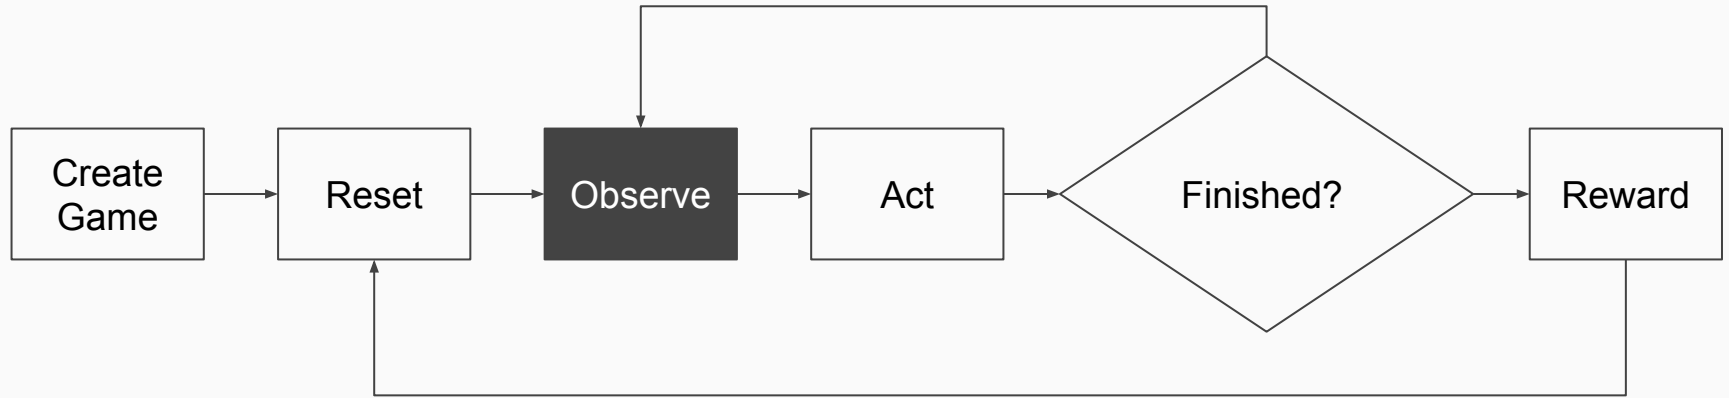 Create
Game
Reset
Observe
Act
Finished?
Reward